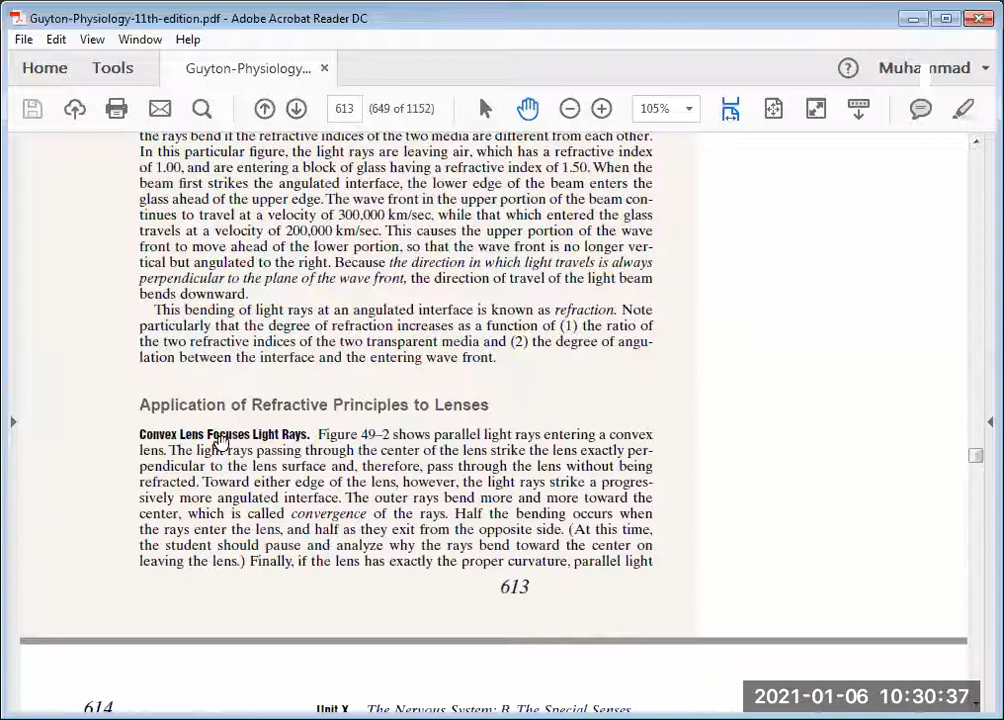 Guyton-Physiology-11th-edition.pdf - Adobe Acrobat Reader DC
File Edit View Window Help
Home Tools Guyton-Physiology... × ? Muhammad
613 (649 of 1152) 105%
the rays bend if the refractive indices of the two media are different from each other.
In this particular figure, the light rays are leaving air, which has a refractive index
of 1.00, and are entering a block of glass having a refractive index of 1.50. When the
beam first strikes the angulated interface, the lower edge of the beam enters the
glass ahead of the upper edge. The wave front in the upper portion of the beam con-
tinues to travel at a velocity of 300,000 km/sec, while that which entered the glass
travels at a velocity of 200,000 km/sec. This causes the upper portion of the wave
front to move ahead of the lower portion, so that the wave front is no longer ver-
tical but angulated to the right. Because the direction in which light travels is always
perpendicular to the plane of the wave front, the direction of travel of the light beam
bends downward.
This bending of light rays at an angulated interface is known as refraction. Note
particularly that the degree of refraction increases as a function of (1) the ratio of
the two refractive indices of the two transparent media and (2) the degree of angu-
lation between the interface and the entering wave front.
Application of Refractive Principles to Lenses
Convex Lens Focuses Light Rays. Figure 49–2 shows parallel light rays entering a convex
lens. The light rays passing through the center of the lens strike the lens exactly per-
pendicular to the lens surface and, therefore, pass through the lens without being
refracted. Toward either edge of the lens, however, the light rays strike a progres-
sively more angulated interface. The outer rays bend more and more toward the
center, which is called convergence of the rays. Half the bending occurs when
the rays enter the lens, and half as they exit from the opposite side. (At this time,
the student should pause and analyze why the rays bend toward the center on
leaving the lens.) Finally, if the lens has exactly the proper curvature, parallel light
613
614 Unit X The Nervous System: B. The Special Senses
2021-01-06 10:30:37